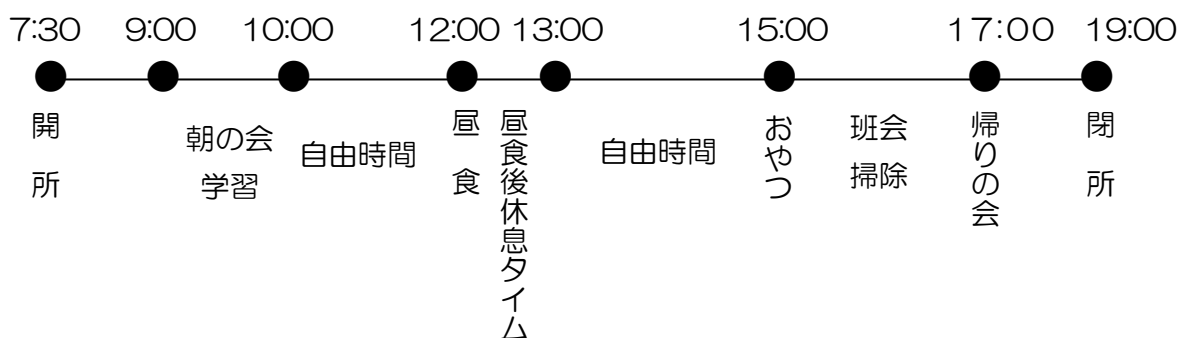 7:30 9:00 10:00 12:00 13:00 15:00 17:00 19:00
開所
朝の会
学習
自由時間
昼食
昼食後休息タイム
自由時間
おやつ
班会
掃除
帰りの会
閉所